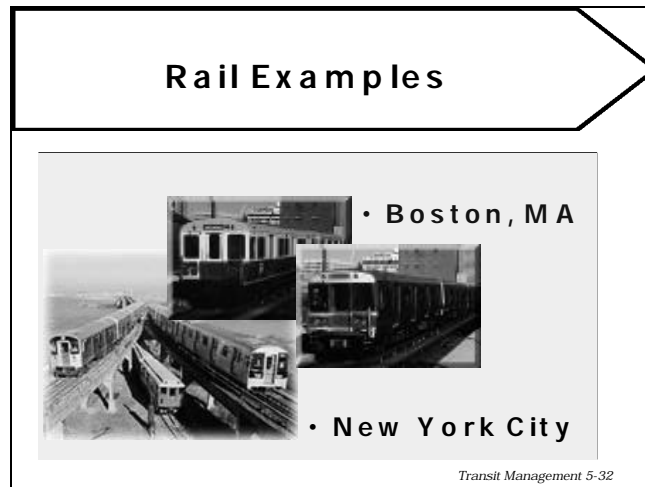 Rail Examples
• Boston, MA
• New York City
Transit Management 5-32